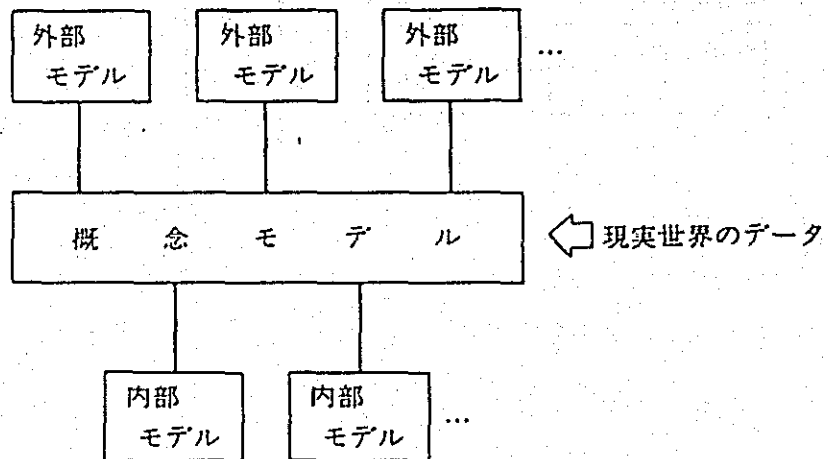 外部
モデル
外部
モデル
外部
モデル
…
概念モデル
現実世界のデータ
内部
モデル
内部
モデル
…